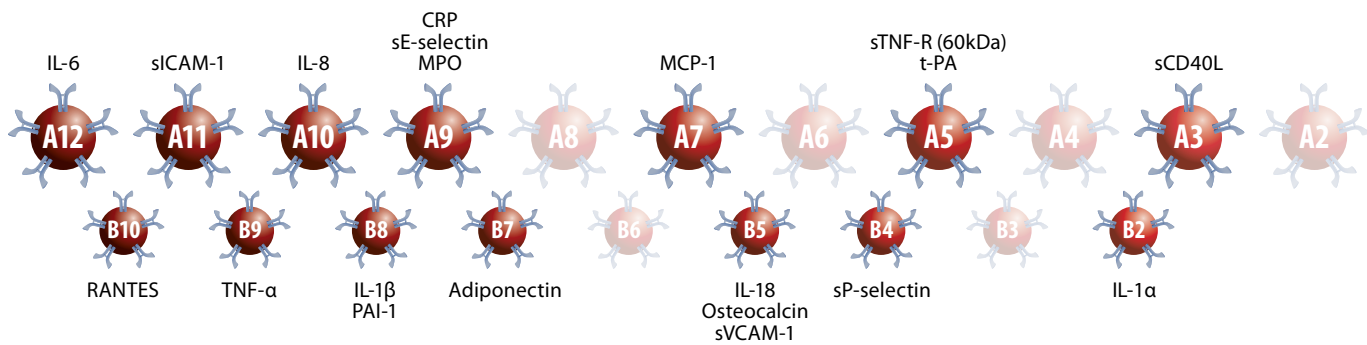 CRP
sE-selectin
MPO
sTNF-R (60kDa)
t-PA
IL-6
sICAM-1
IL-8
MCP-1
sCD40L
A12
A11
A10
A9
A8
A7
A6
A5
A4
A3
A2
B10
B9
B8
B7
B6
B5
B4
B3
B2
RANTES
TNF-α
IL-1β
PAI-1
Adiponectin
IL-18
Osteocalcin
sVCAM-1
sP-selectin
IL-1α